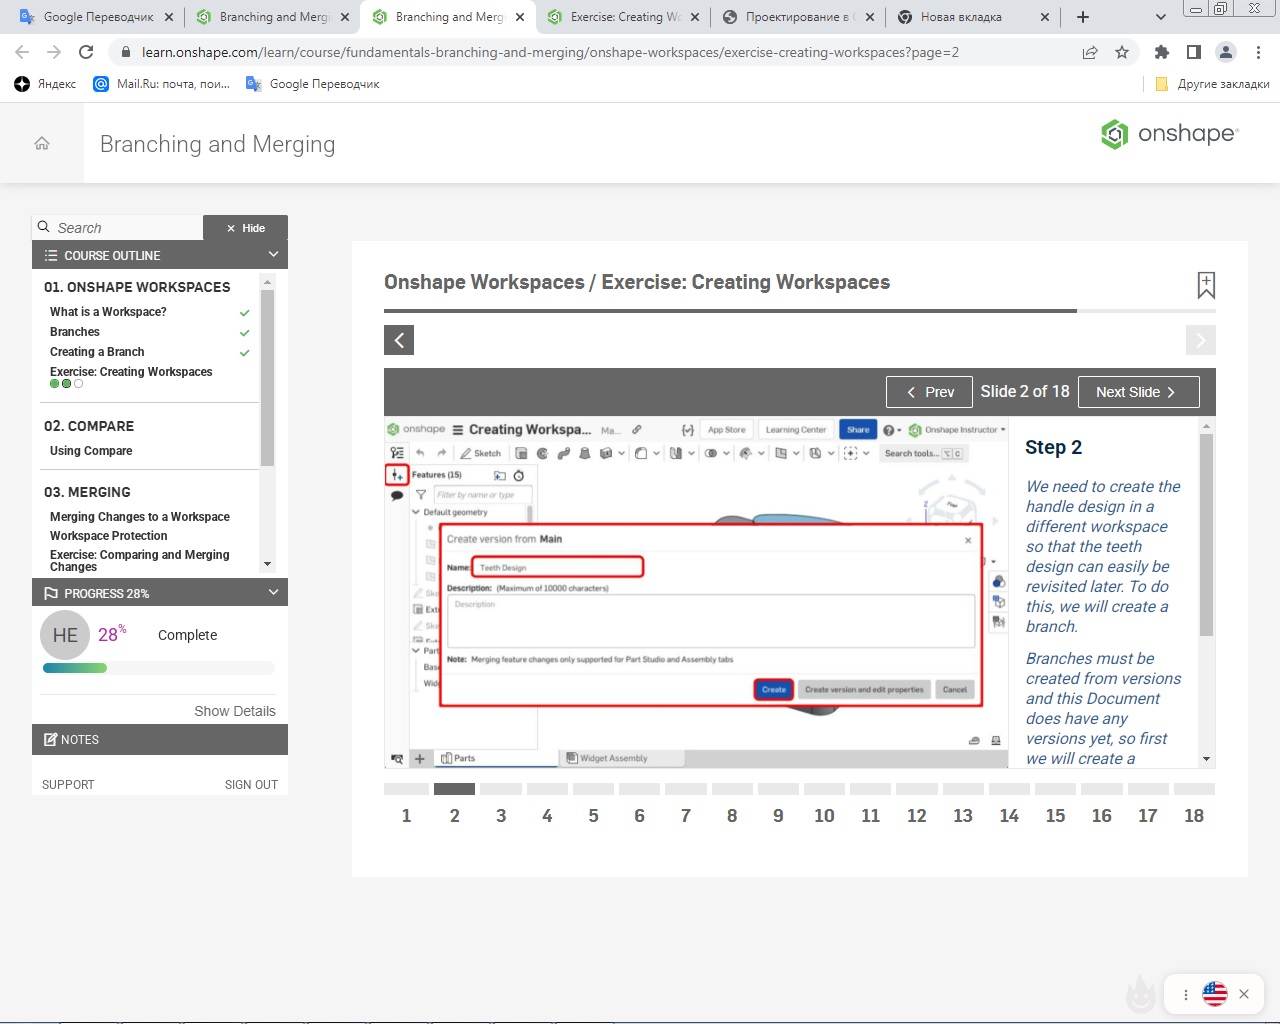 Google Переводчик
Branching and Mergi
Branching and Mergi
Exercise: Creating Wo
Проектирование в O
Новая вкладка
learn.onshape.com/learn/course/fundamentals-branching-and-merging/onshape-workspaces/exercise-creating-workspaces?page=2
Яндекс
Mail.Ru: почта, пои...
Google Переводчик
Другие закладки
Branching and Merging
onshape
Search
Hide
COURSE OUTLINE
01. ONSHAPE WORKSPACES
What is a Workspace?
Branches
Creating a Branch
Exercise: Creating Workspaces
02. COMPARE
Using Compare
03. MERGING
Merging Changes to a Workspace
Workspace Protection
Exercise: Comparing and Merging
Changes
PROGRESS 28%
HE
28%
Complete
Show Details
NOTES
SUPPORT
SIGN OUT
Onshape Workspaces / Exercise: Creating Workspaces
Prev
Slide 2 of 18
Next Slide
onshape
Creating Workspa...
Ma...
App Store
Learning Center
Share
Onshape Instructor
Sketch
Search tools...
Features (15)
Filter by name or type
Default geometry
Create version from Main
Name:
Teeth Design
Description: (Maximum of 10000 characters)
Description
Note: Merging feature changes only supported for Part Studio and Assembly tabs
Create
Create version and edit properties
Cancel
Ske
Extr
Ske
Part
Base
Wid
Parts
Widget Assembly
Step 2
We need to create the
handle design in a
different workspace
so that the teeth
design can easily be
revisited later. To do
this, we will create a
branch.
Branches must be
created from versions
and this Document
does have any
versions yet, so first
we will create a
1
2
3
4
5
6
7
8
9
10
11
12
13
14
15
16
17
18